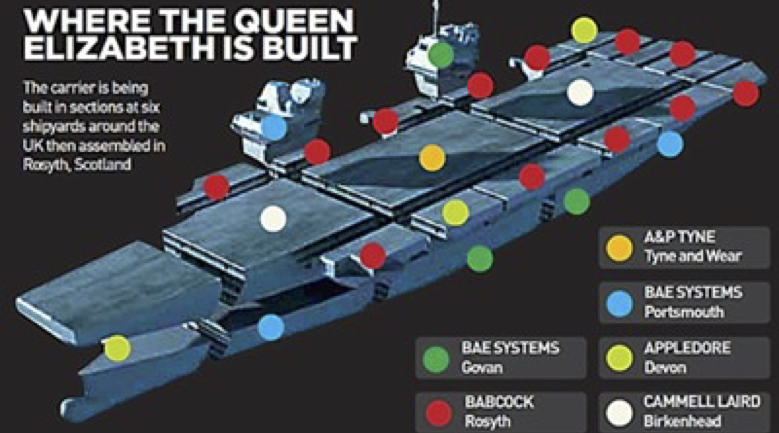 WHERE THE QUEEN
ELIZABETH IS BUILT
The carrier is being
built in sections at six
shipyards around the
UK then assembled in
Rosyth, Scotland
A&P TYNE
Tyne and Wear
BAE SYSTEMS
Portsmouth
BAE SYSTEMS
Govan
APPLEDORE
Devon
BABCOCK
Rosyth
CAMMELL LAIRD
Birkenhead